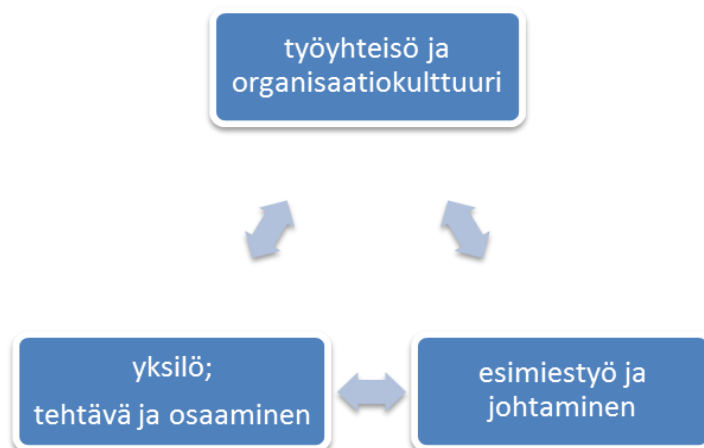 työyhteisö ja
organisaatiokulttuuri
yksilö;
tehtävä ja osaaminen
esimiestyö ja
johtaminen